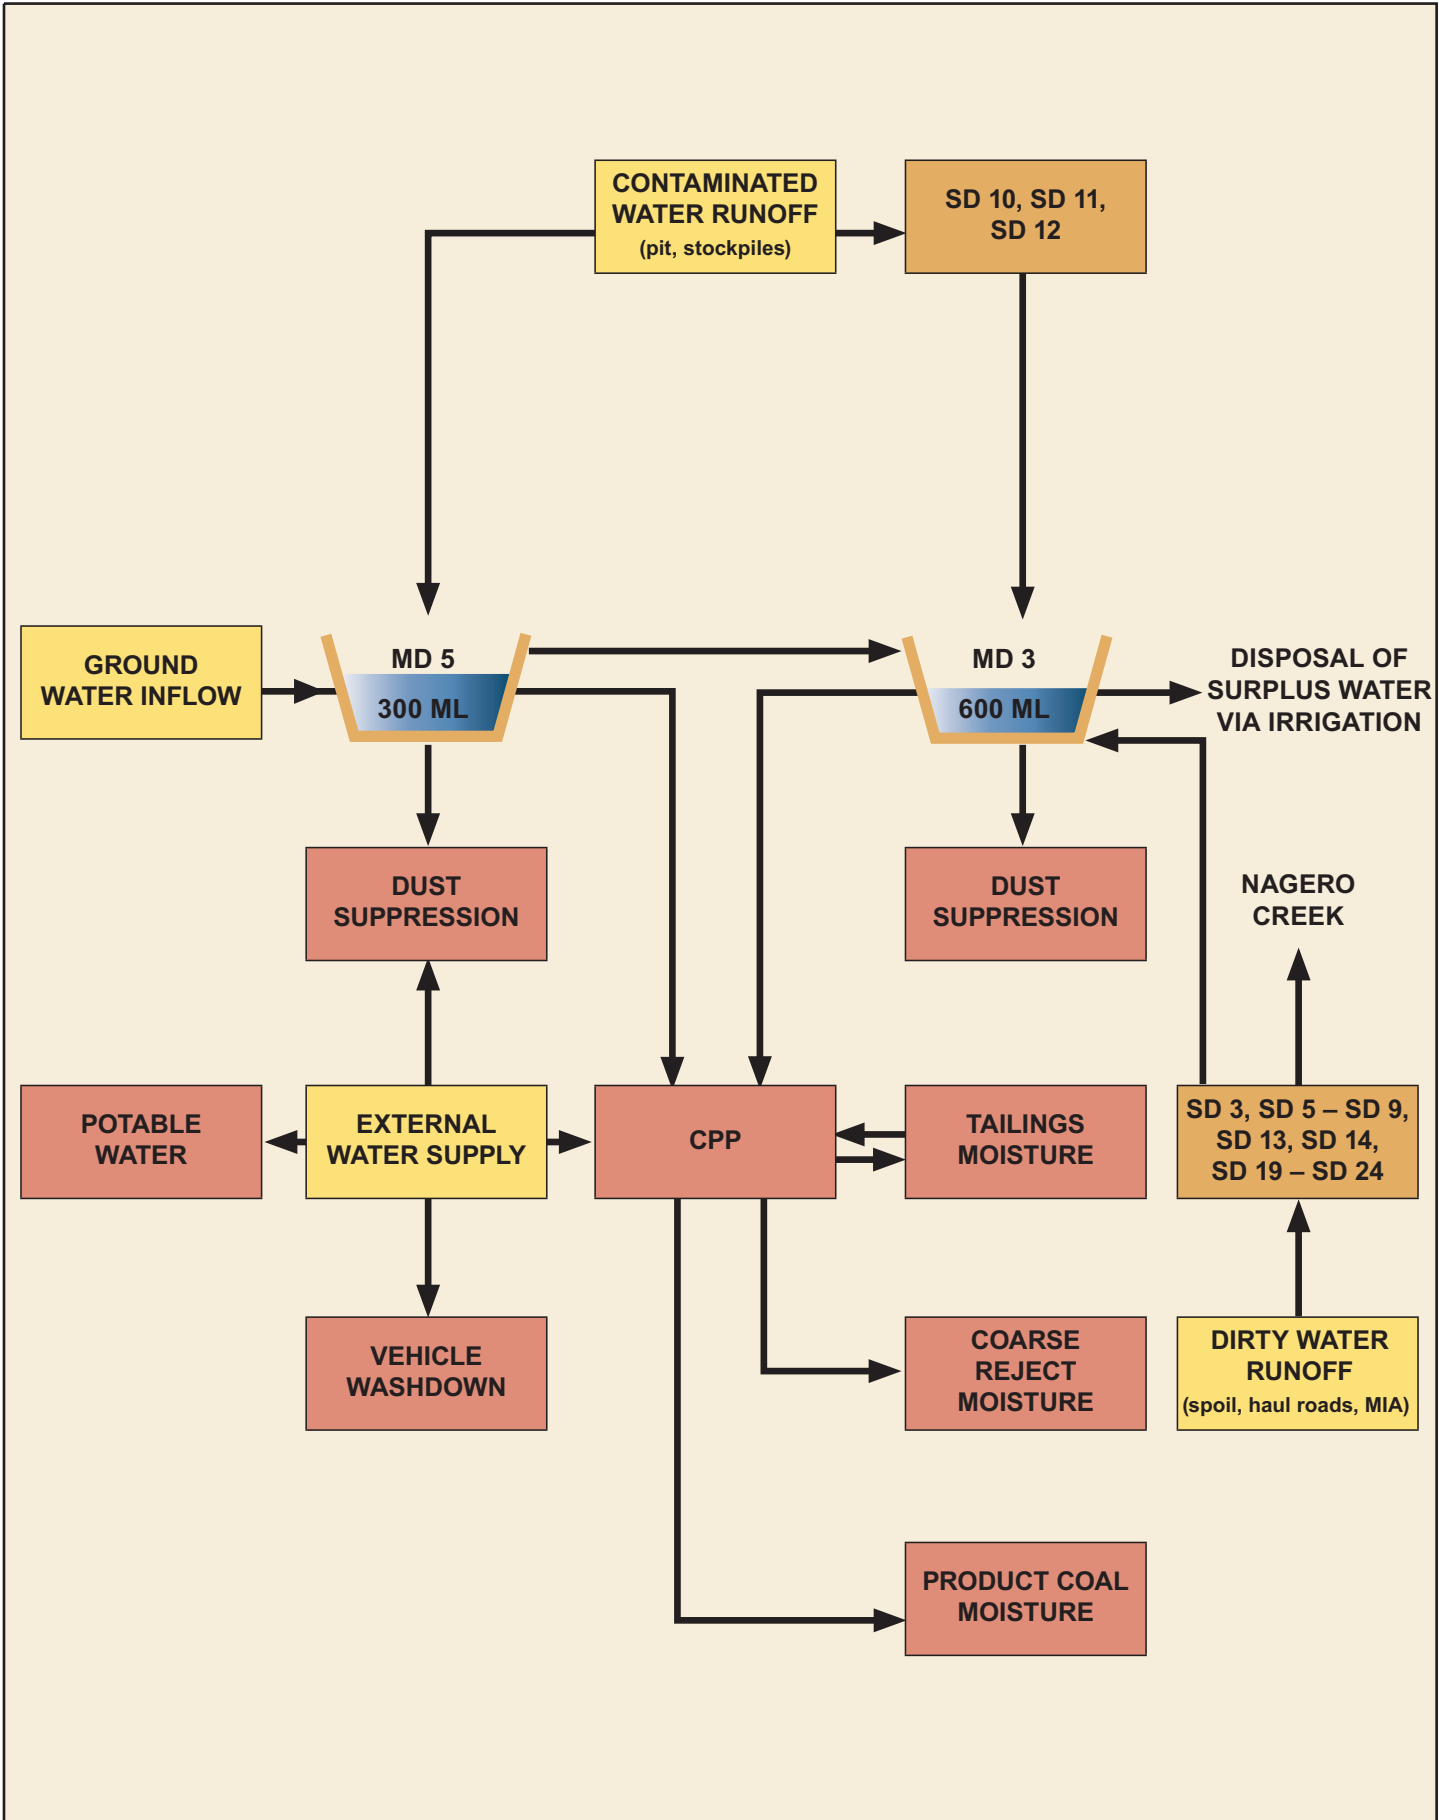 CONTAMINATED
WATER RUNOFF
(pit, stockpiles)
SD 10, SD 11,
SD 12
GROUND
WATER INFLOW
MD 5
300 ML
MD 3
600 ML
DISPOSAL OF
SURPLUS WATER
VIA IRRIGATION
DUST
SUPPRESSION
DUST
SUPPRESSION
NAGERO
CREEK
POTABLE
WATER
EXTERNAL
WATER SUPPLY
CPP
TAILINGS
MOISTURE
SD 3, SD 5 – SD 9,
SD 13, SD 14,
SD 19 – SD 24
VEHICLE
WASHDOWN
COARSE
REJECT
MOISTURE
DIRTY WATER
RUNOFF
(spoil, haul roads, MIA)
PRODUCT COAL
MOISTURE